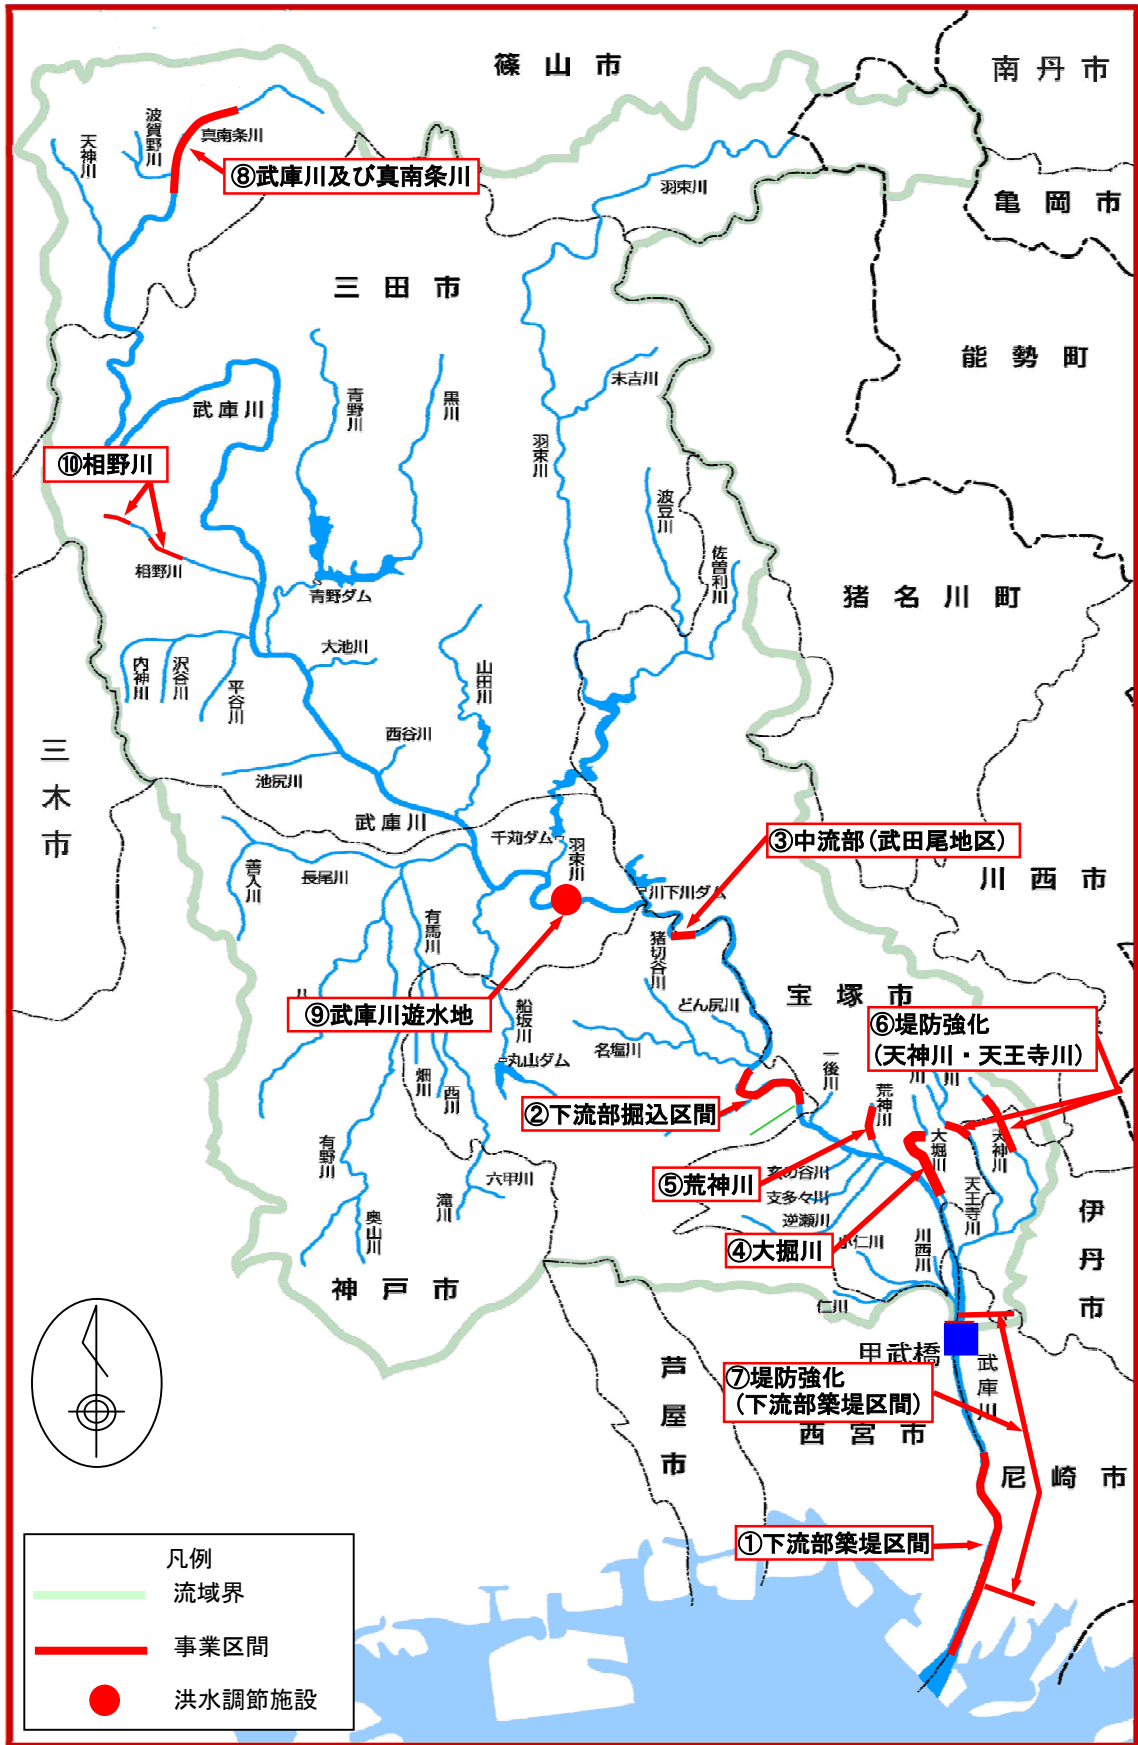 篠山市
南丹市
亀岡市
波賀野川
天神川
真南条川
⑧武庫川及び真南条川
羽束川
三田市
能勢町
末吉川
武庫川
青野川
黒川
羽束川
⑩相野川
波豆川
佐曽利川
相野川
青野ダム
猪名川町
大池川
内神川
沢谷川
平谷川
山田川
西谷川
三木市
池尻川
武庫川
千苅ダム
羽束川
③中流部(武田尾地区)
川西市
善入川
長尾川
川下川ダム
有馬川
猪切谷川
宝塚市
⑨武庫川遊水地
船坂川
どん尻川
⑥堤防強化
(天神川・天王寺川)
名塩川
丸山ダム
一後川
畑川
西川
荒神川
②下流部掘込区間
大堀川
天神川
有野川
六甲川
⑤荒神川
亥の谷川
支多々川
逆瀬川
滝川
天王寺川
奥山川
④大掘川
小仁川
川西川
伊丹市
神戸市
仁川
甲武橋
武庫川
芦屋市
⑦堤防強化
(下流部築堤区間)
西宮市
尼崎市
①下流部築堤区間
凡例
流域界
事業区間
洪水調節施設